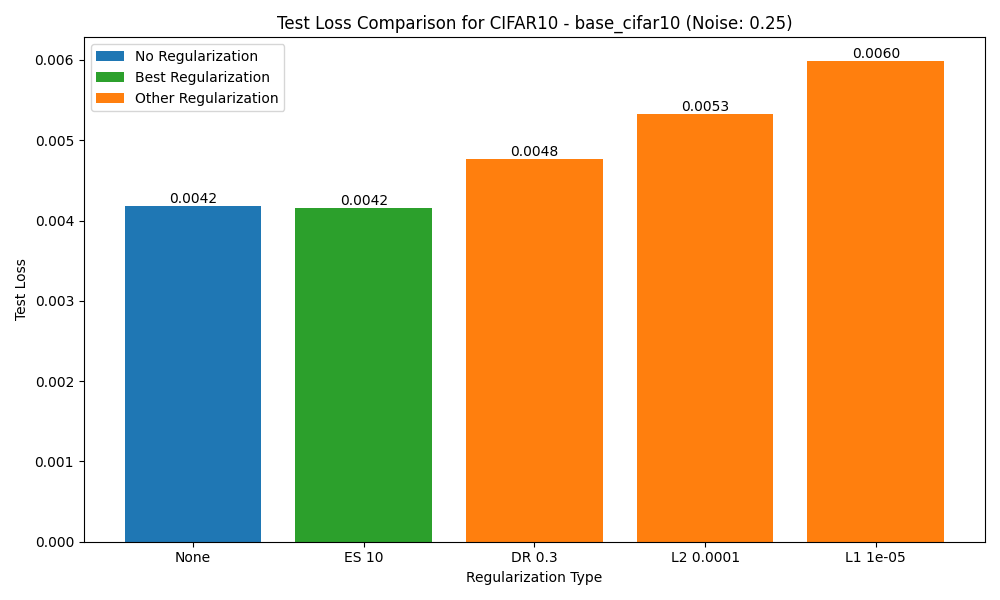 Test Loss Comparison for CIFAR10 - base_cifar10 (Noise: 0.25)
No Regularization
Best Regularization
Other Regularization
0.0042
0.0042
0.0048
0.0053
0.0060
0.006
0.005
0.004
0.003
0.002
0.001
0.000
Test Loss
None
ES 10
DR 0.3
L2 0.0001
L1 1e-05
Regularization Type